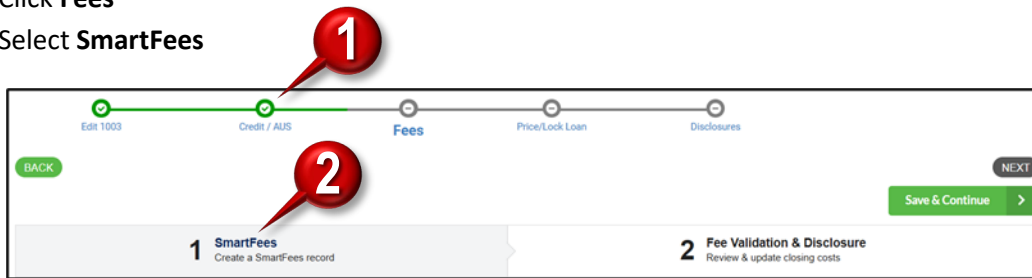 Click Fees
Select SmartFees
1
Edit 1003
Credit / AUS
Fees
Price/Lock Loan
Disclosures
BACK
NEXT
2
Save & Continue
1 SmartFees
Create a SmartFees record
2 Fee Validation & Disclosure
Review & update closing costs